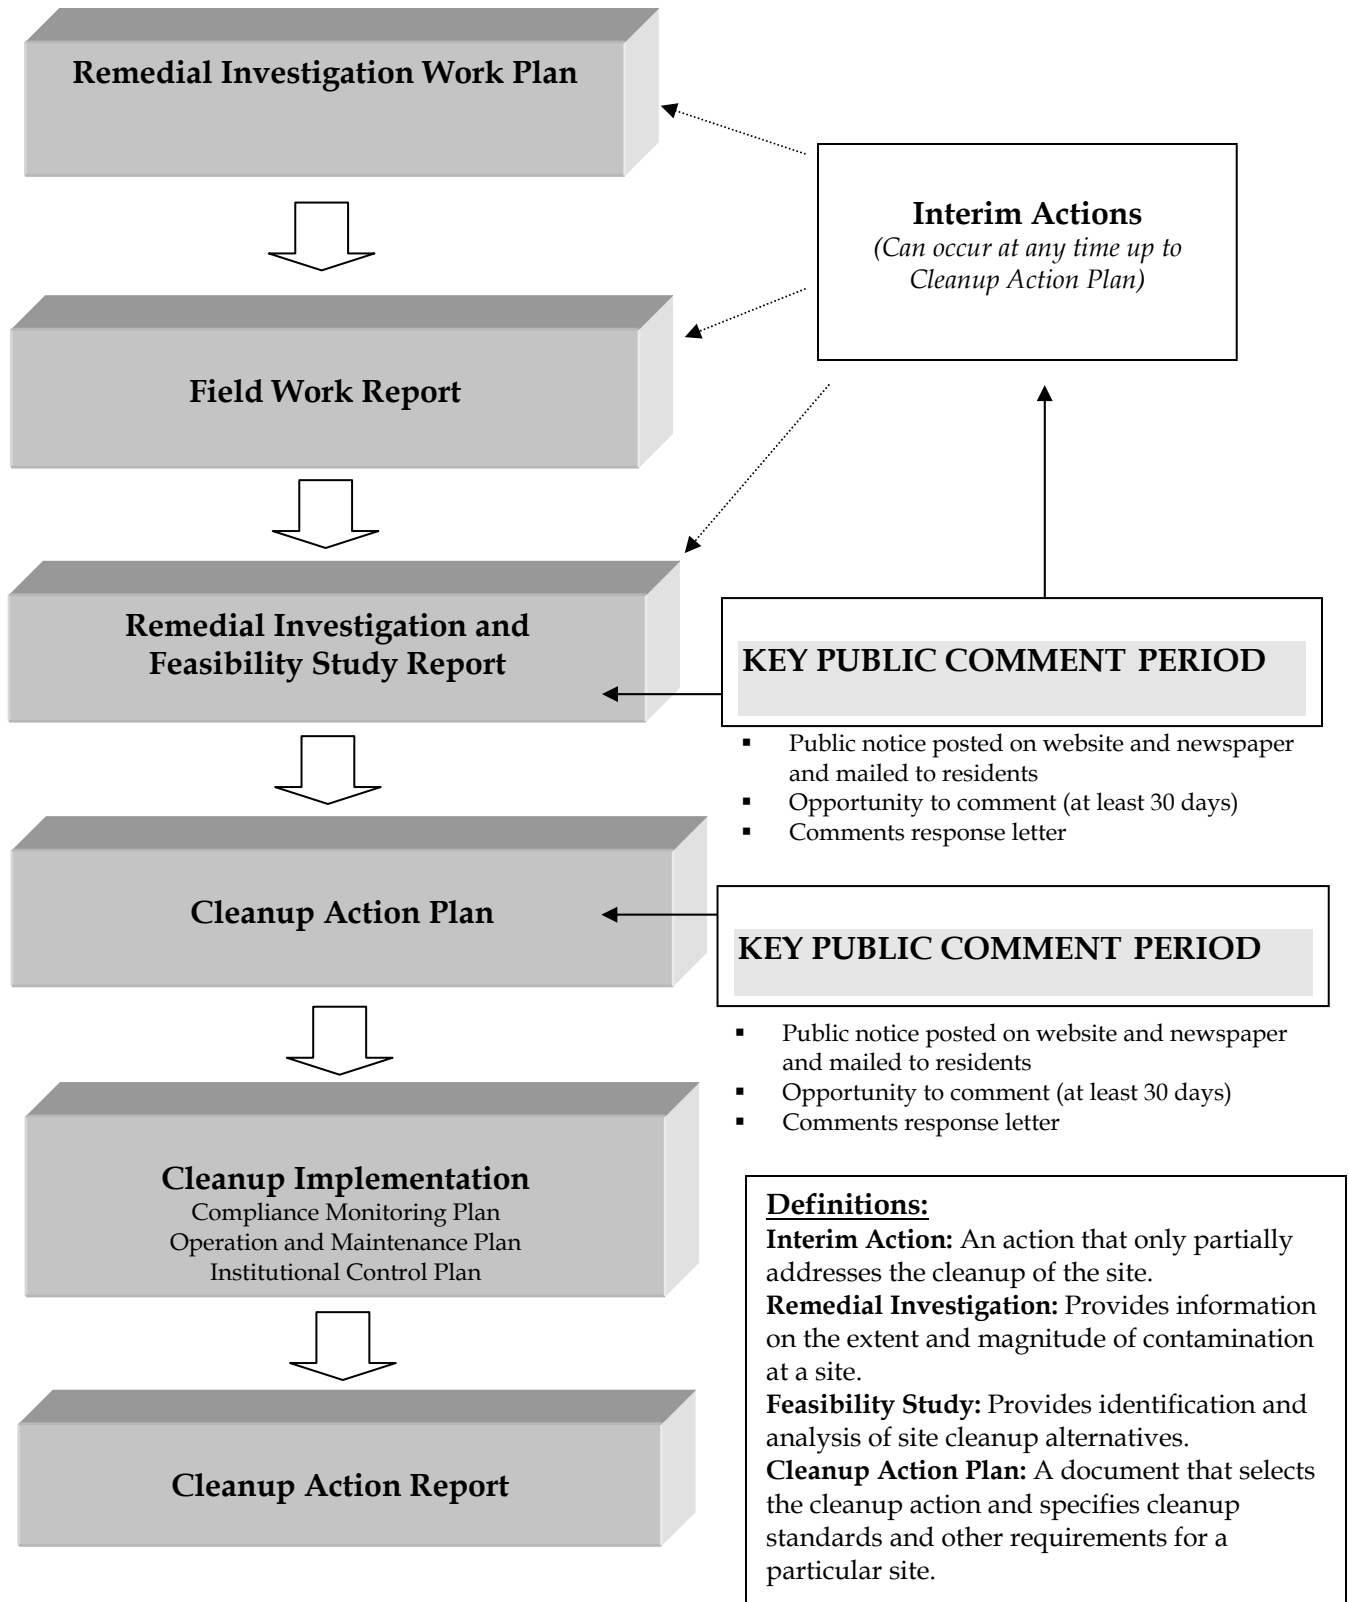 Remedial Investigation Work Plan
Interim Actions
(Can occur at any time up to
Cleanup Action Plan)
Field Work Report
Remedial Investigation and
Feasibility Study Report
KEY PUBLIC COMMENT PERIOD
▪ Public notice posted on website and newspaper
and mailed to residents
▪ Opportunity to comment (at least 30 days)
▪ Comments response letter
Cleanup Action Plan
KEY PUBLIC COMMENT PERIOD
▪ Public notice posted on website and newspaper
and mailed to residents
▪ Opportunity to comment (at least 30 days)
▪ Comments response letter
Cleanup Implementation
Compliance Monitoring Plan
Operation and Maintenance Plan
Institutional Control Plan
Cleanup Action Report
Definitions:
Interim Action: An action that only partially
addresses the cleanup of the site.
Remedial Investigation: Provides information
on the extent and magnitude of contamination
at a site.
Feasibility Study: Provides identification and
analysis of site cleanup alternatives.
Cleanup Action Plan: A document that selects
the cleanup action and specifies cleanup
standards and other requirements for a
particular site.